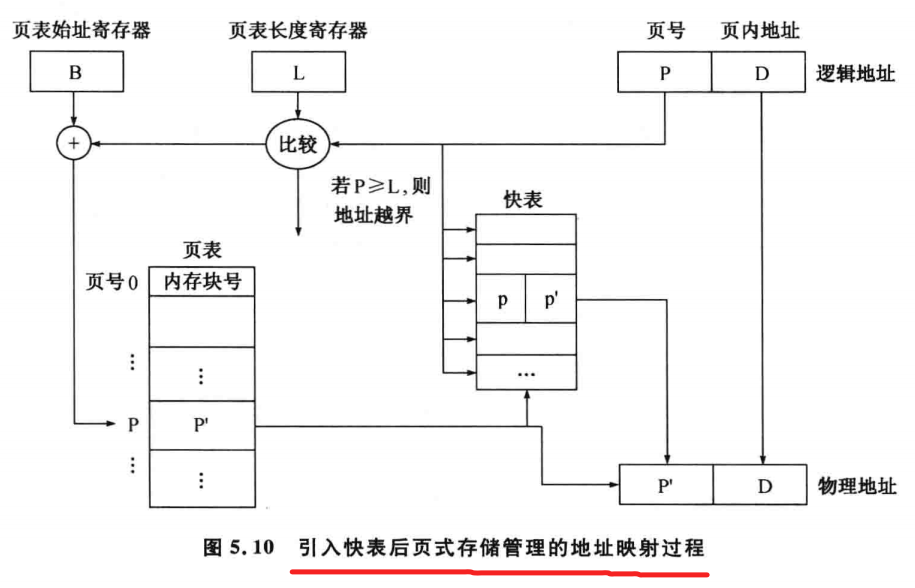 页表始址寄存器
页表长度寄存器
页号
页内地址
B
L
P
D
逻辑地址
+
比较
若P≥L,则
地址越界
快表
页表
页号0
内存块号
p
p'
⋮
⋮
…
P
P'
⋮
⋮
P'
D
物理地址
图 5.10 引入快表后页式存储管理的地址映射过程